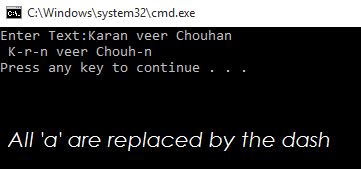 C:\Windows\system32\cmd.exe
Enter Text:Karan veer Chouhan
K-r-n veer Chouh-n
Press any key to continue . . .
All 'a' are replaced by the dash